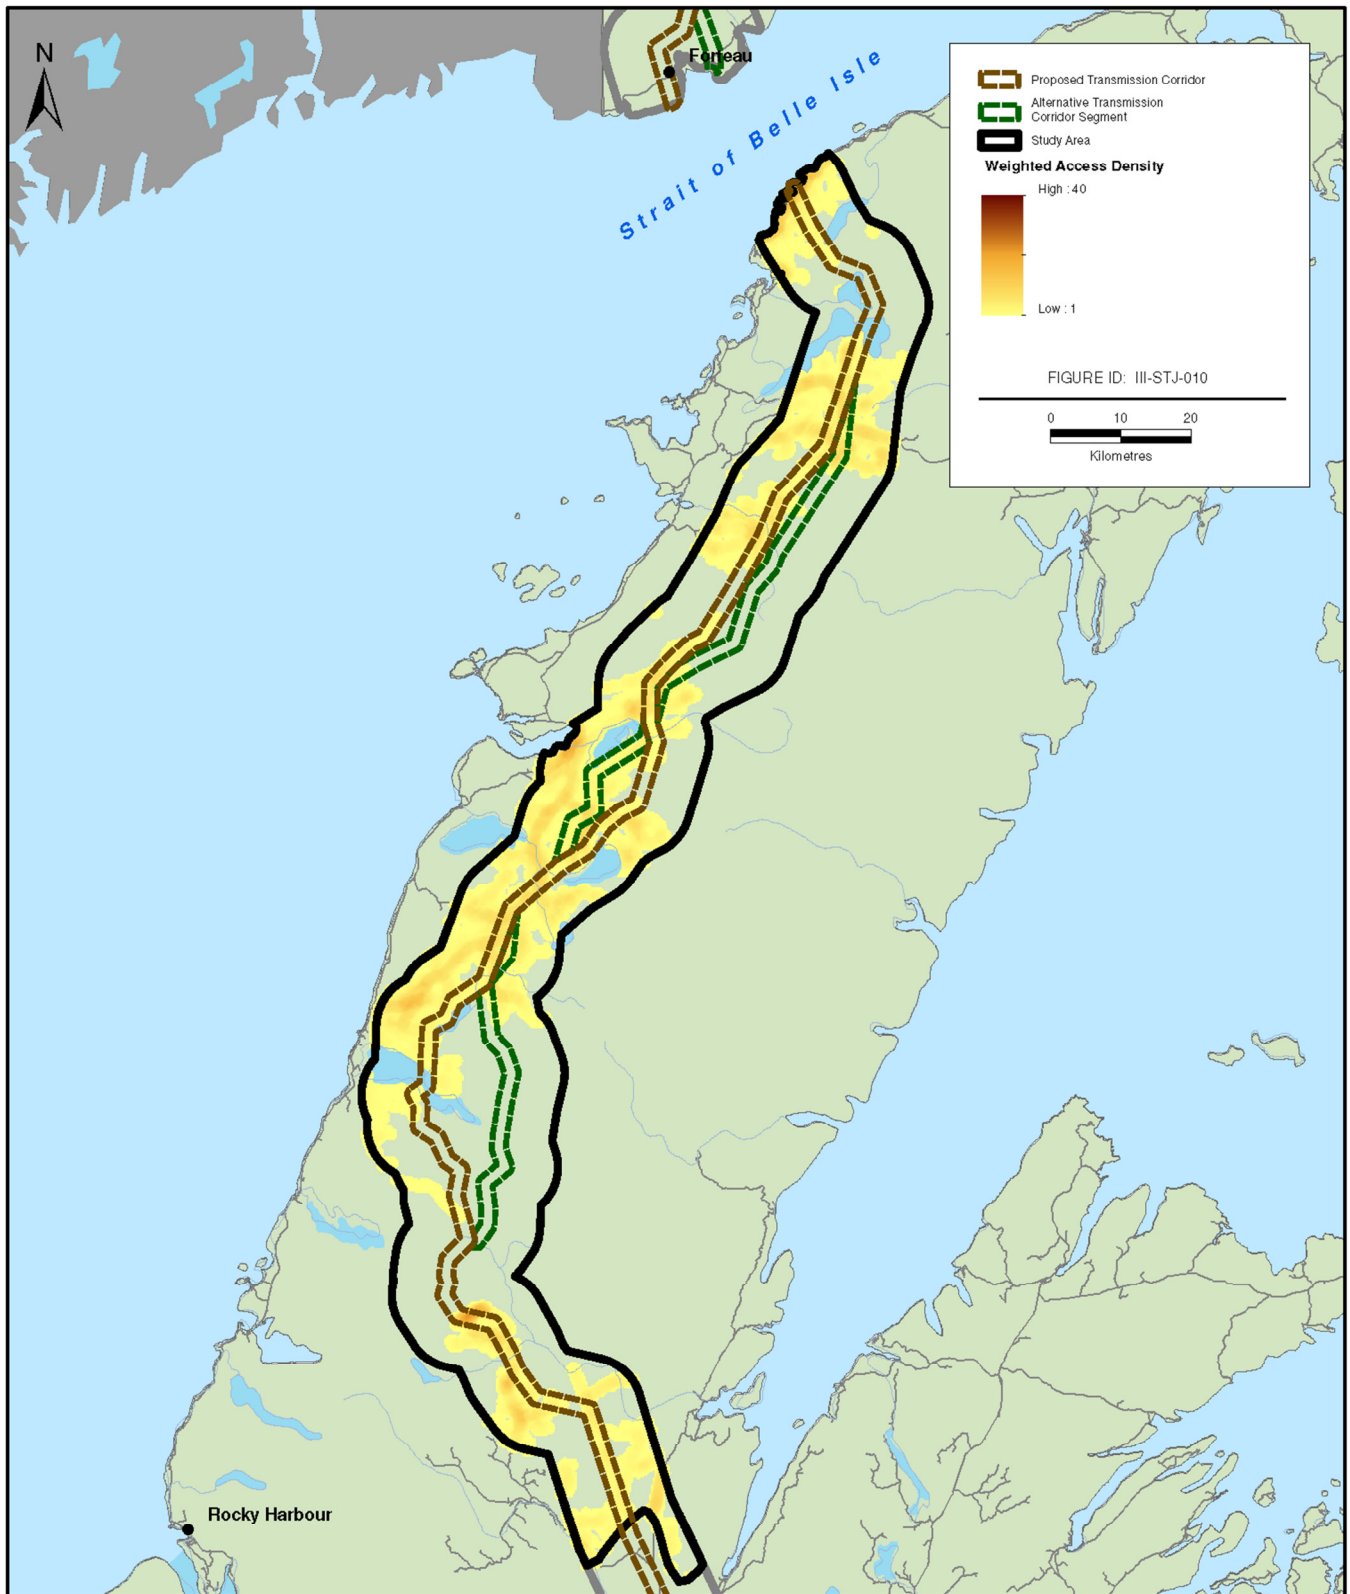 N
Forteau
Strait of Belle Isle
Proposed Transmission Corridor
Alternative Transmission
Corridor Segment
Study Area
Weighted Access Density
High : 40
Low : 1
FIGURE ID: III-STJ-010
0 10 20
Kilometres
Rocky Harbour